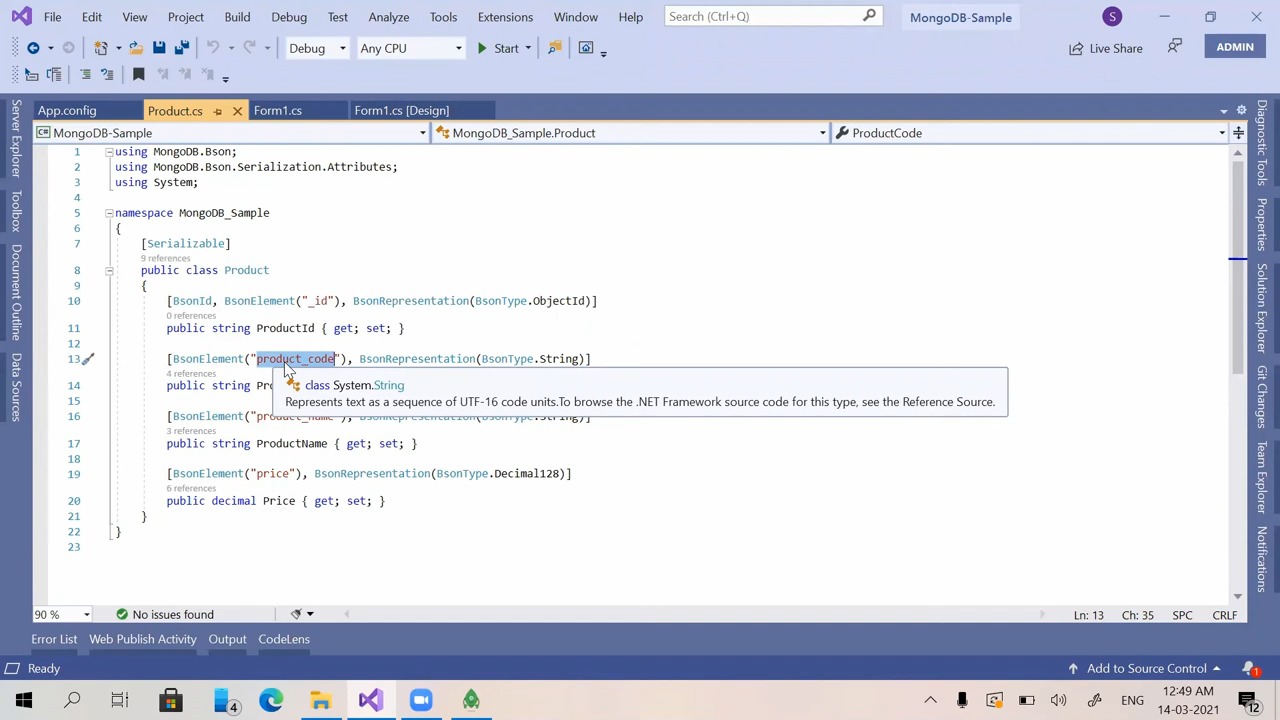 File Edit View Project Build Debug Test Analyze Tools Extensions Window Help Search (Ctrl+Q) MongoDB-Sample S
Debug Any CPU Start Live Share ADMIN
App.config Product.cs Form1.cs Form1.cs [Design]
MongoDB-Sample MongoDB_Sample.Product ProductCode
1 using MongoDB.Bson;
2 using MongoDB.Bson.Serialization.Attributes;
3 using System;
4
5 namespace MongoDB_Sample
6 {
7 [Serializable]
9 references
8 public class Product
9 {
10 [BsonId, BsonElement("_id"), BsonRepresentation(BsonType.ObjectId)]
0 references
11 public string ProductId { get; set; }
12
13 [BsonElement("product_code"), BsonRepresentation(BsonType.String)]
4 references
14 public string Pro
class System.String
Represents text as a sequence of UTF-16 code units.To browse the .NET Framework source code for this type, see the Reference Source.
15
16 [BsonElement("product_name"), BsonRepresentation(BsonType.String)]
3 references
17 public string ProductName { get; set; }
18
19 [BsonElement("price"), BsonRepresentation(BsonType.Decimal128)]
6 references
20 public decimal Price { get; set; }
21 }
22 }
23
90 % No issues found Ln: 13 Ch: 35 SPC CRLF
Error List Web Publish Activity Output CodeLens
Ready Add to Source Control 1
Server Explorer
Toolbox
Document Outline
Data Sources
Diagnostic Tools
Properties
Solution Explorer
Git Changes
Team Explorer
Notifications
4 ENG 12:49 AM
14-03-2021 12